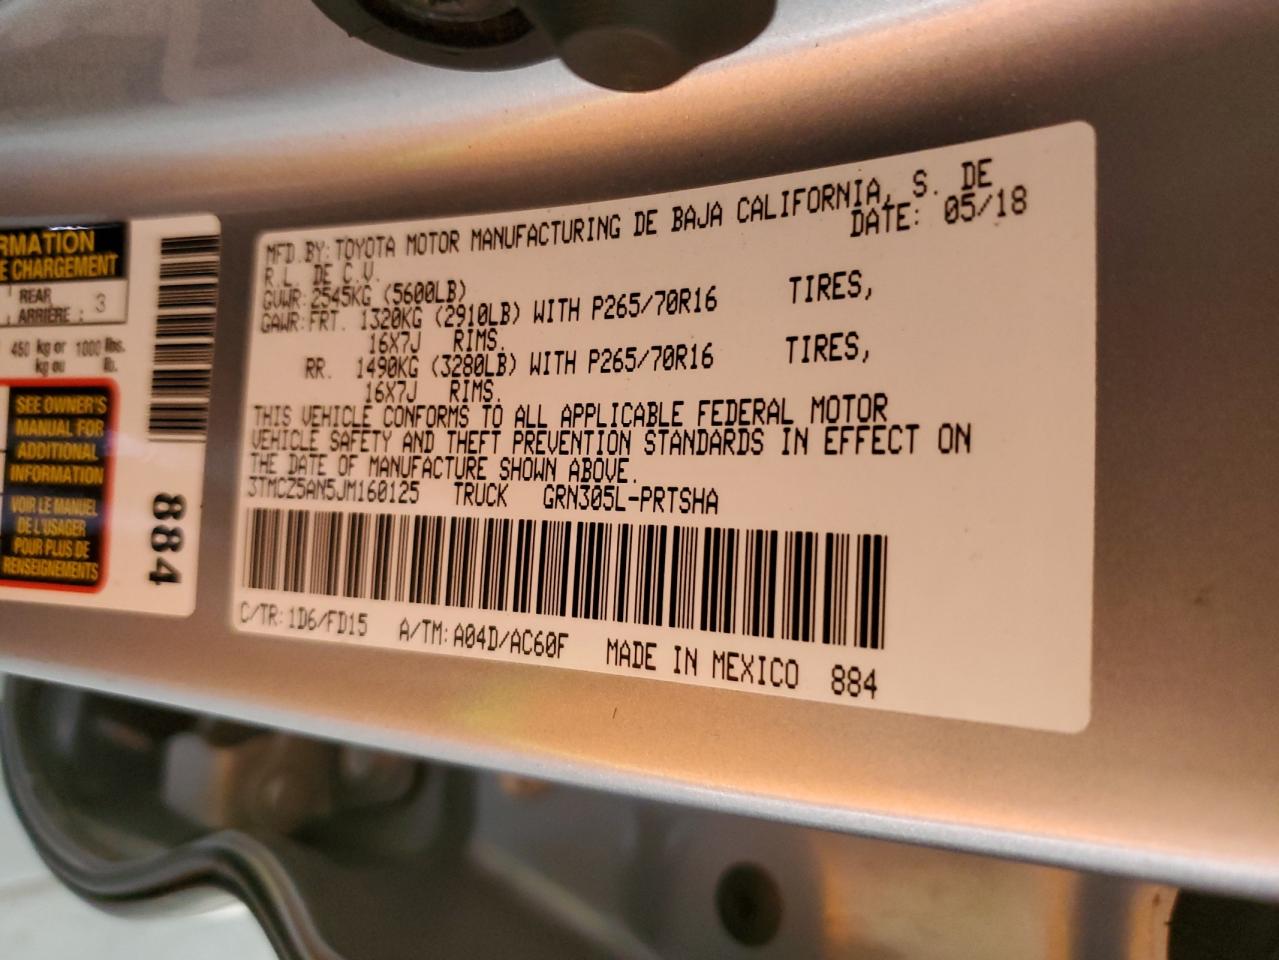 RMATION
E CHARGEMENT
REAR
ARRIÈRE : 3
450 kg or 1000 lbs.
kg ou lb.
SEE OWNER'S
MANUAL FOR
ADDITIONAL
INFORMATION
VOIR LE MANUEL
DE L'USAGER
POUR PLUS DE
RENSEIGNEMENTS
884
MFD.BY:TOYOTA MOTOR MANUFACTURING DE BAJA CALIFORNIA, S. DE
R.L. DE C.V. DATE: 05/18
GVWR:2545KG (5600LB)
GAWR:FRT. 1320KG (2910LB) WITH P265/70R16 TIRES,
16X7J RIMS.
RR. 1490KG (3280LB) WITH P265/70R16 TIRES,
16X7J RIMS.
THIS VEHICLE CONFORMS TO ALL APPLICABLE FEDERAL MOTOR
VEHICLE SAFETY AND THEFT PREVENTION STANDARDS IN EFFECT ON
THE DATE OF MANUFACTURE SHOWN ABOVE.
3TMCZ5AN5JM160125 TRUCK GRN305L-PRTSHA
C/TR:1D6/FD15 A/TM:A04D/AC60F MADE IN MEXICO 884